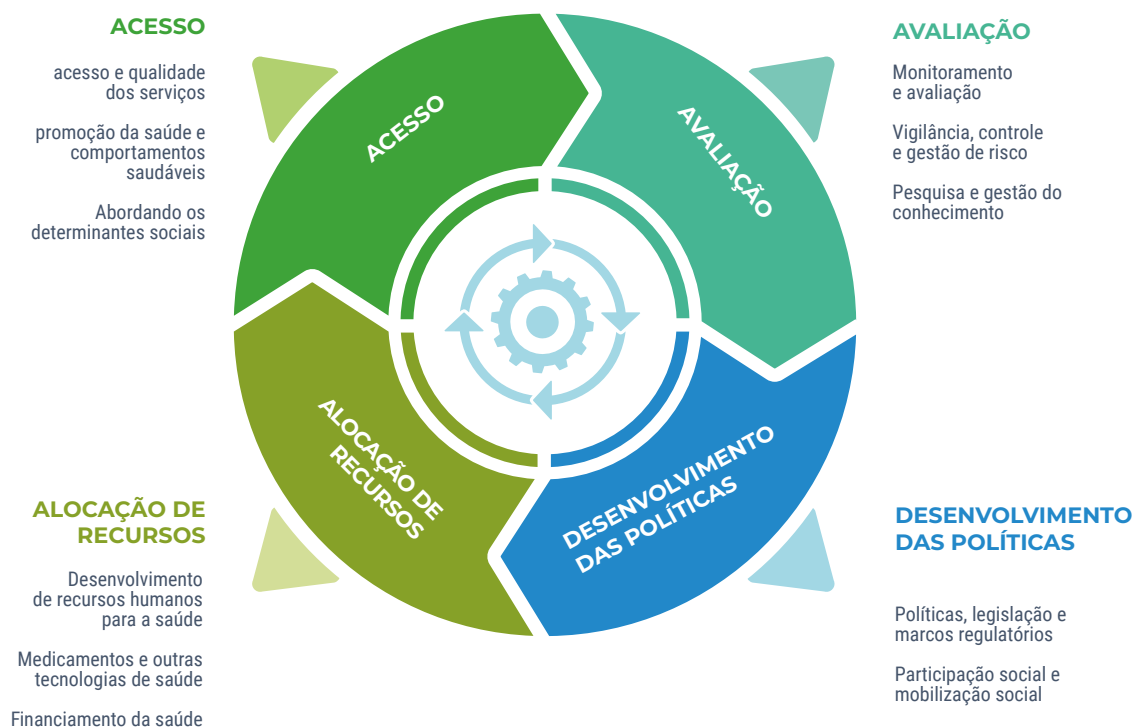 ACESSO
acesso e qualidade
dos serviços
promoção da saúde e
comportamentos
saudáveis
Abordando os
determinantes sociais
ACESSO
AVALIAÇÃO
AVALIAÇÃO
Monitoramento
e avaliação
Vigilância, controle
e gestão de risco
Pesquisa e gestão do
conhecimento
ALOCAÇÃO DE
RECURSOS
Desenvolvimento
de recursos humanos
para a saúde
Medicamentos e outras
tecnologias de saúde
Financiamento da saúde
ALOCAÇÃO DE
RECURSOS
DESENVOLVIMENTO
DAS POLÍTICAS
DESENVOLVIMENTO
DAS POLÍTICAS
Políticas, legislação e
marcos regulatórios
Participação social e
mobilização social